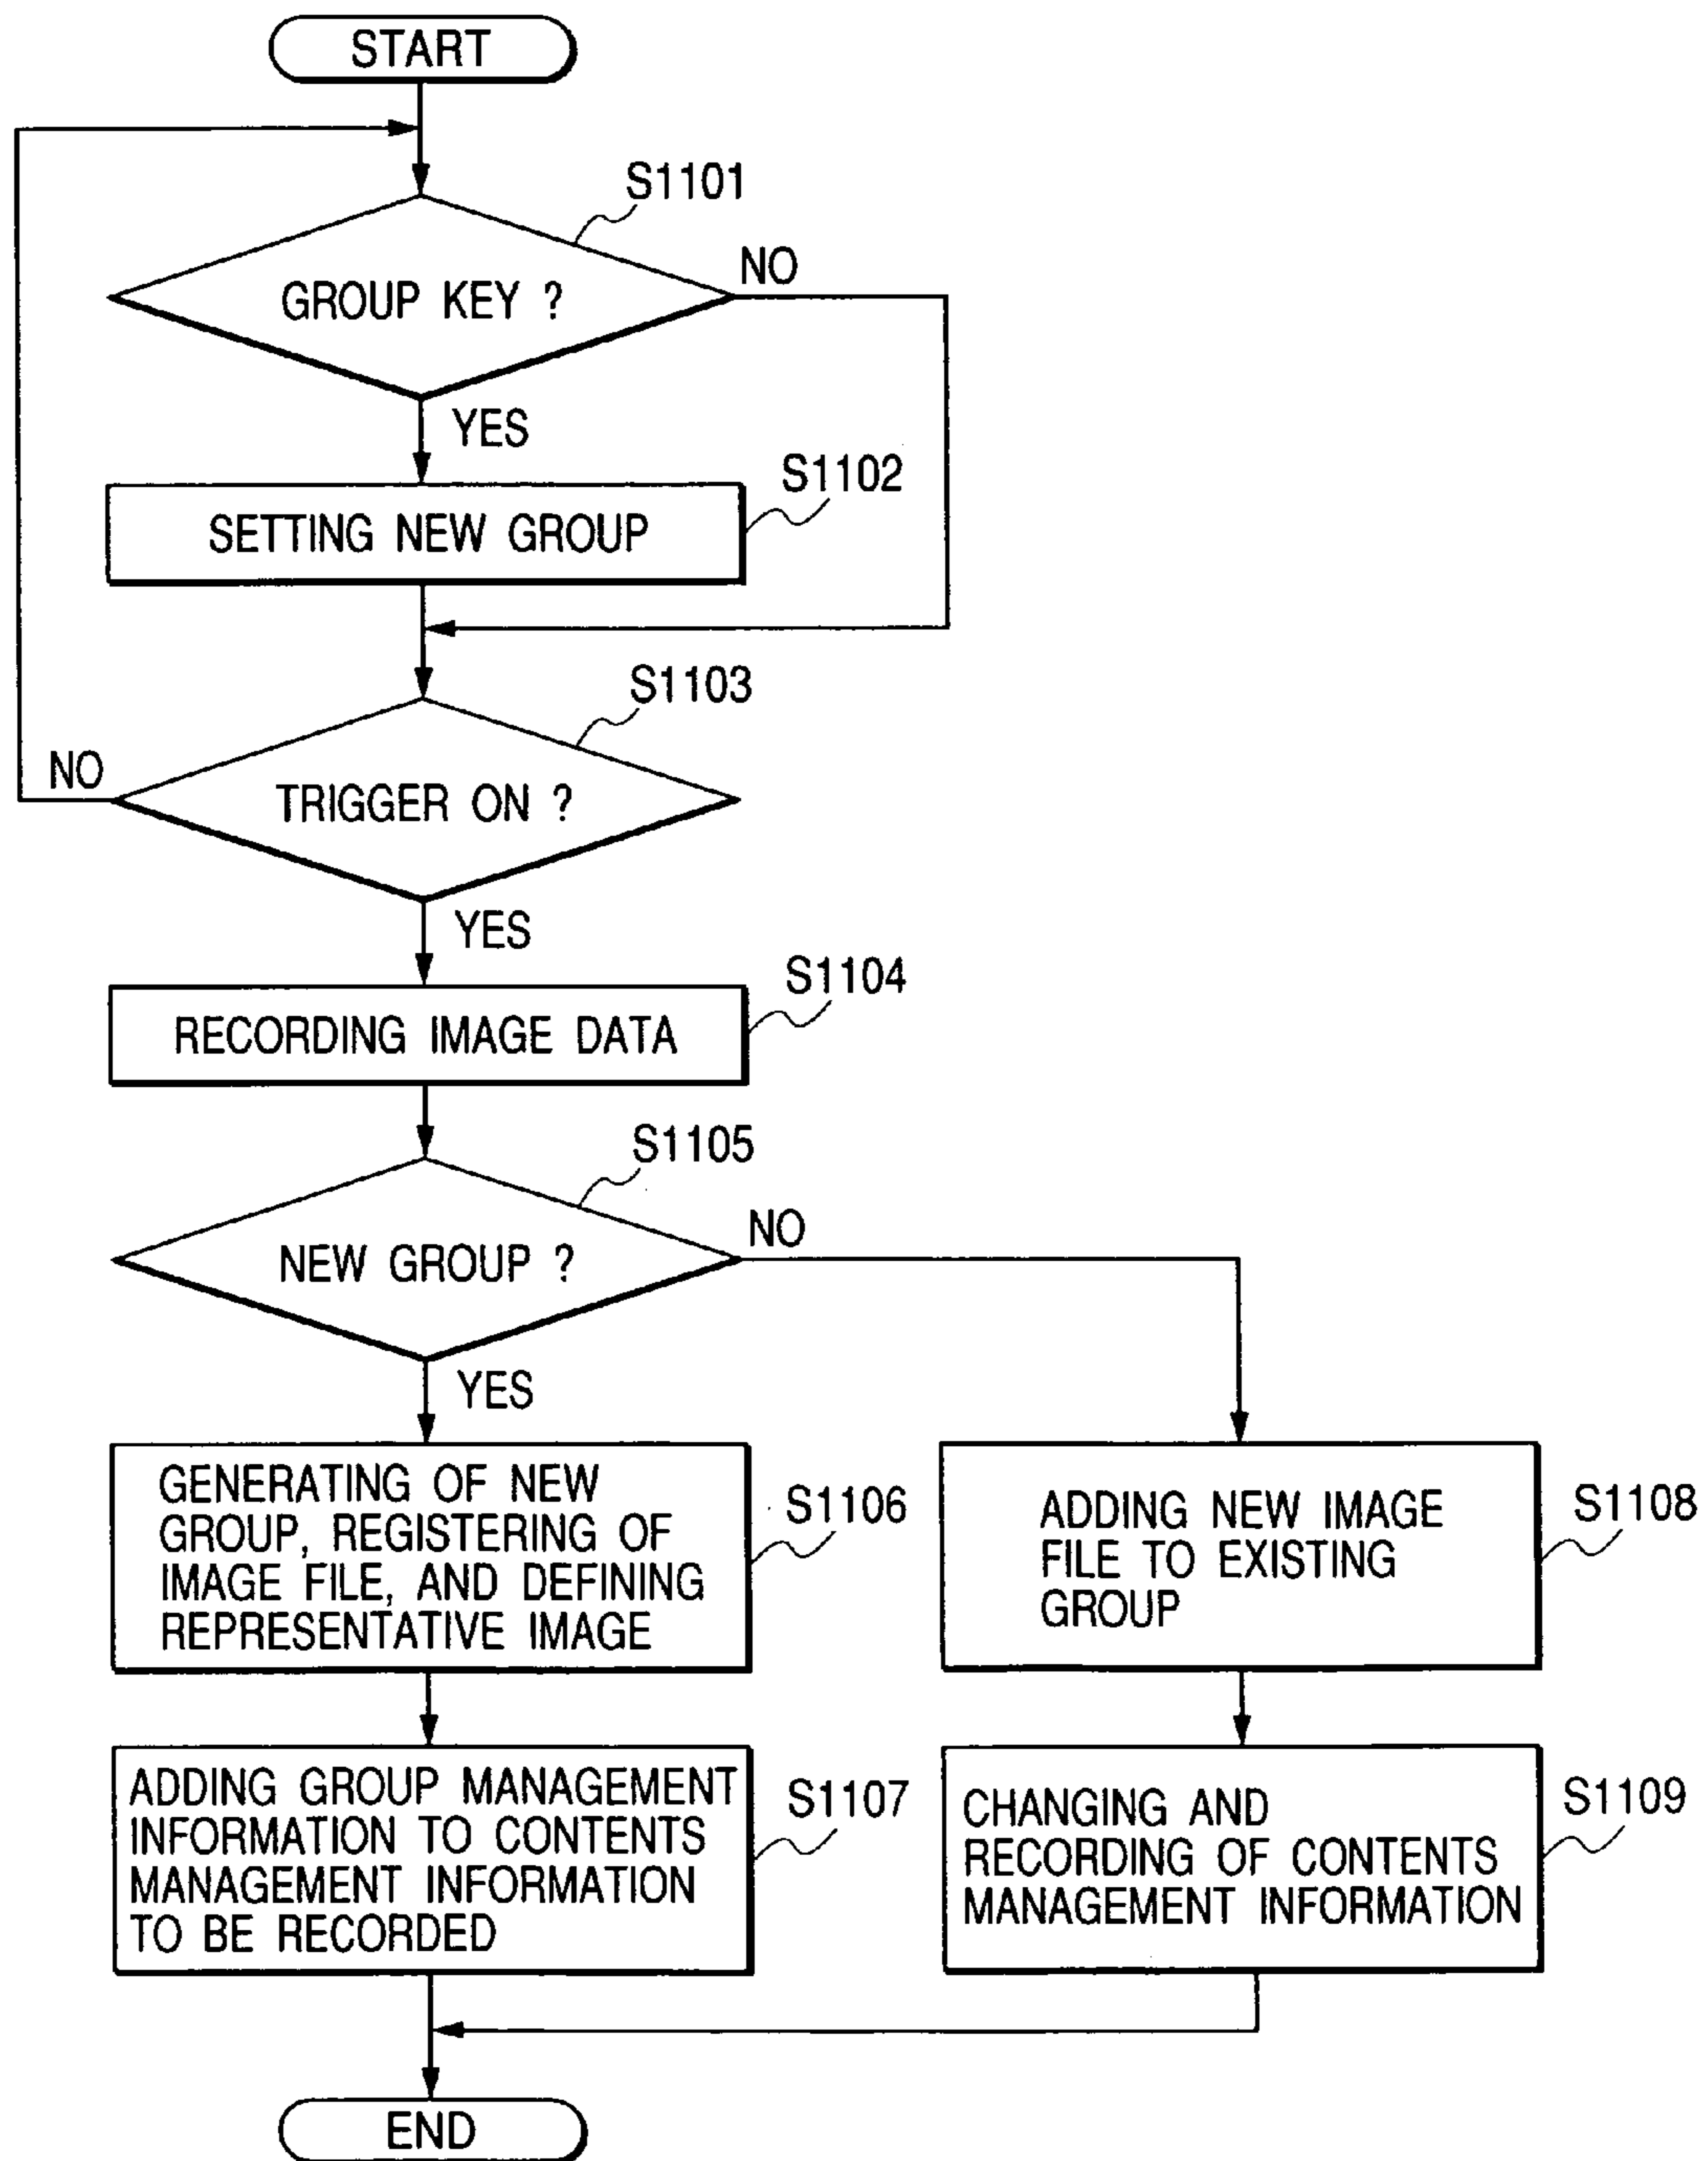 START
S1101
GROUP KEY ?
NO
YES
S1102
SETTING NEW GROUP
S1103
NO
TRIGGER ON ?
YES
S1104
RECORDING IMAGE DATA
S1105
NO
NEW GROUP ?
YES
GENERATING OF NEW
GROUP, REGISTERING OF
IMAGE FILE, AND DEFINING
REPRESENTATIVE IMAGE
S1106
ADDING NEW IMAGE
FILE TO EXISTING
GROUP
S1108
ADDING GROUP MANAGEMENT
INFORMATION TO CONTENTS
MANAGEMENT INFORMATION
TO BE RECORDED
S1107
CHANGING AND
RECORDING OF CONTENTS
MANAGEMENT INFORMATION
S1109
END